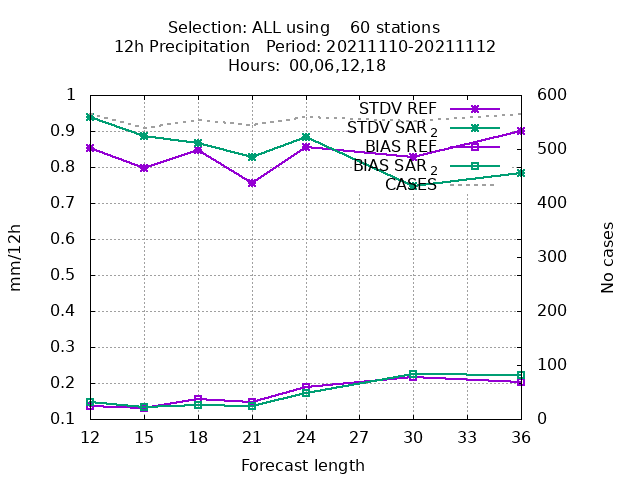 Selection: ALL using    60 stations
12h Precipitation   Period: 20211110-20211112
Hours:  00,06,12,18
1
0.9
0.8
0.7
0.6
0.5
0.4
0.3
0.2
0.1
600
500
400
300
200
100
0
STDV REF
STDV SAR2
BIAS REF
BIAS SAR2
CASES
mm/12h
No cases
12 15 18 21 24 27 30 33 36
Forecast length